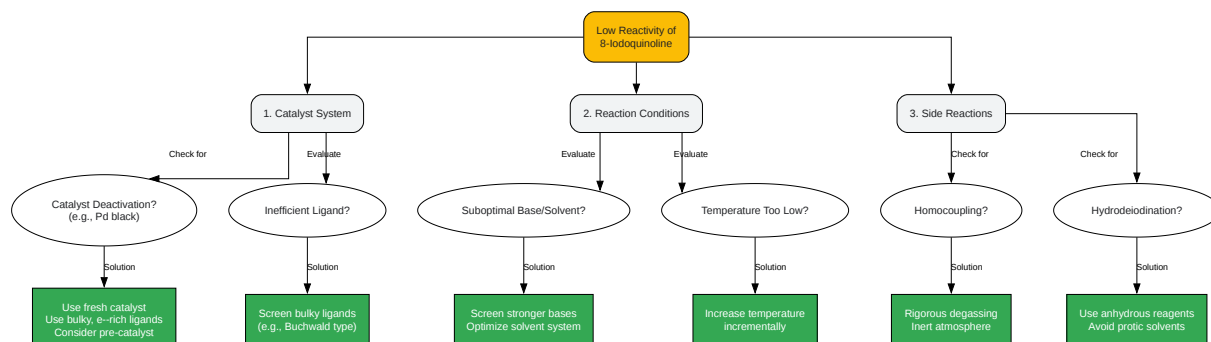 Low Reactivity of
8-Iodoquinoline
1. Catalyst System
2. Reaction Conditions
3. Side Reactions
Check for
Evaluate
Evaluate
Evaluate
Check for
Check for
Catalyst Deactivation?
(e.g., Pd black)
Inefficient Ligand?
Suboptimal Base/Solvent?
Temperature Too Low?
Homocoupling?
Hydrodeiodination?
Solution
Solution
Solution
Solution
Solution
Solution
Use fresh catalyst
Use bulky, e--rich ligands
Consider pre-catalyst
Screen bulky ligands
(e.g., Buchwald type)
Screen stronger bases
Optimize solvent system
Increase temperature
incrementally
Rigorous degassing
Inert atmosphere
Use anhydrous reagents
Avoid protic solvents